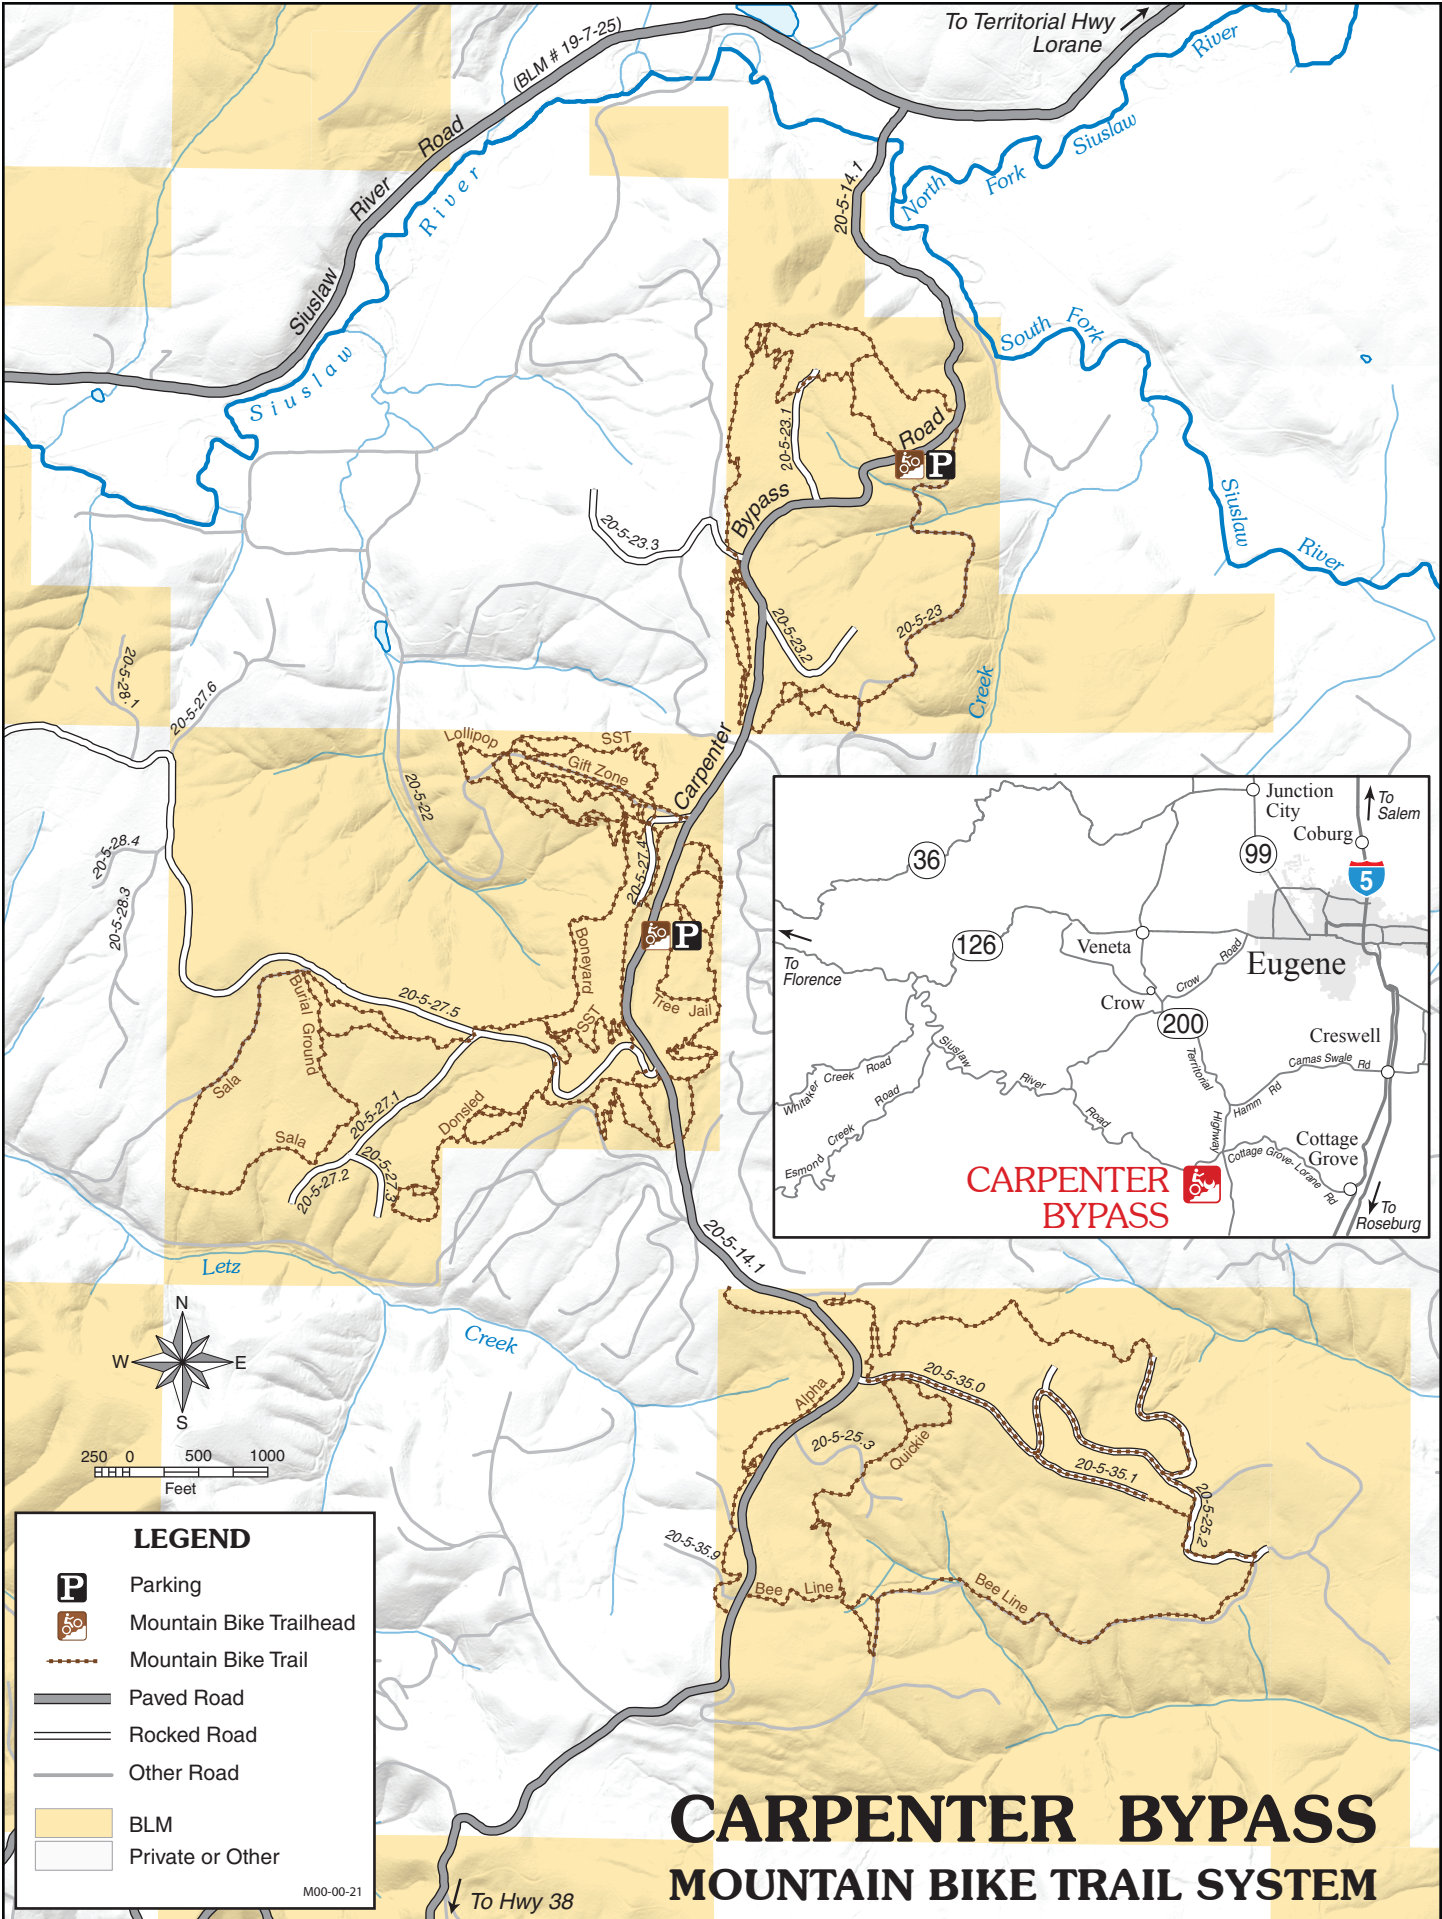 To Territorial Hwy
Lorane
(BLM # 19-7-25)
Siuslaw River Road
Siuslaw River
River
Siuslaw
North Fork Siuslaw River
South Fork Siuslaw River
20-5-14.1
Carpenter Bypass Road
20-5-23.1
P
20-5-23.3
20-5-23.2
20-5-23
Creek
20-5-28.1
20-5-27.6
20-5-22
Lollipop
SST
Gift Zone
20-5-27.4
20-5-28.4
20-5-28.3
P
Boneyard
Tree Jail
SST
Burial Ground
20-5-27.5
Sala
Sala
20-5-27.1
Donsled
20-5-27.2
20-5-27.3
Letz
Creek
20-5-14.1
Junction
City
To
Salem
Coburg
36
99
5
126
Veneta
To
Florence
Crow Road
Eugene
Crow
200
Creswell
Camas Swale Rd
Siuslaw River Road
Whitaker Creek Road
Esmond Creek Road
Territorial Highway
Hamm Rd
Cottage Grove-Lorane Rd
Cottage
Grove
CARPENTER
BYPASS
To
Roseburg
N
W E
S
250 0 500 1000
Feet
Alpha
20-5-35.0
20-5-25.3
Quickie
20-5-35.1
20-5-25.2
20-5-35.9
Bee Line
Bee Line
LEGEND
P Parking
Mountain Bike Trailhead
Mountain Bike Trail
Paved Road
Rocked Road
Other Road
BLM
Private or Other
M00-00-21
To Hwy 38
CARPENTER BYPASS
MOUNTAIN BIKE TRAIL SYSTEM